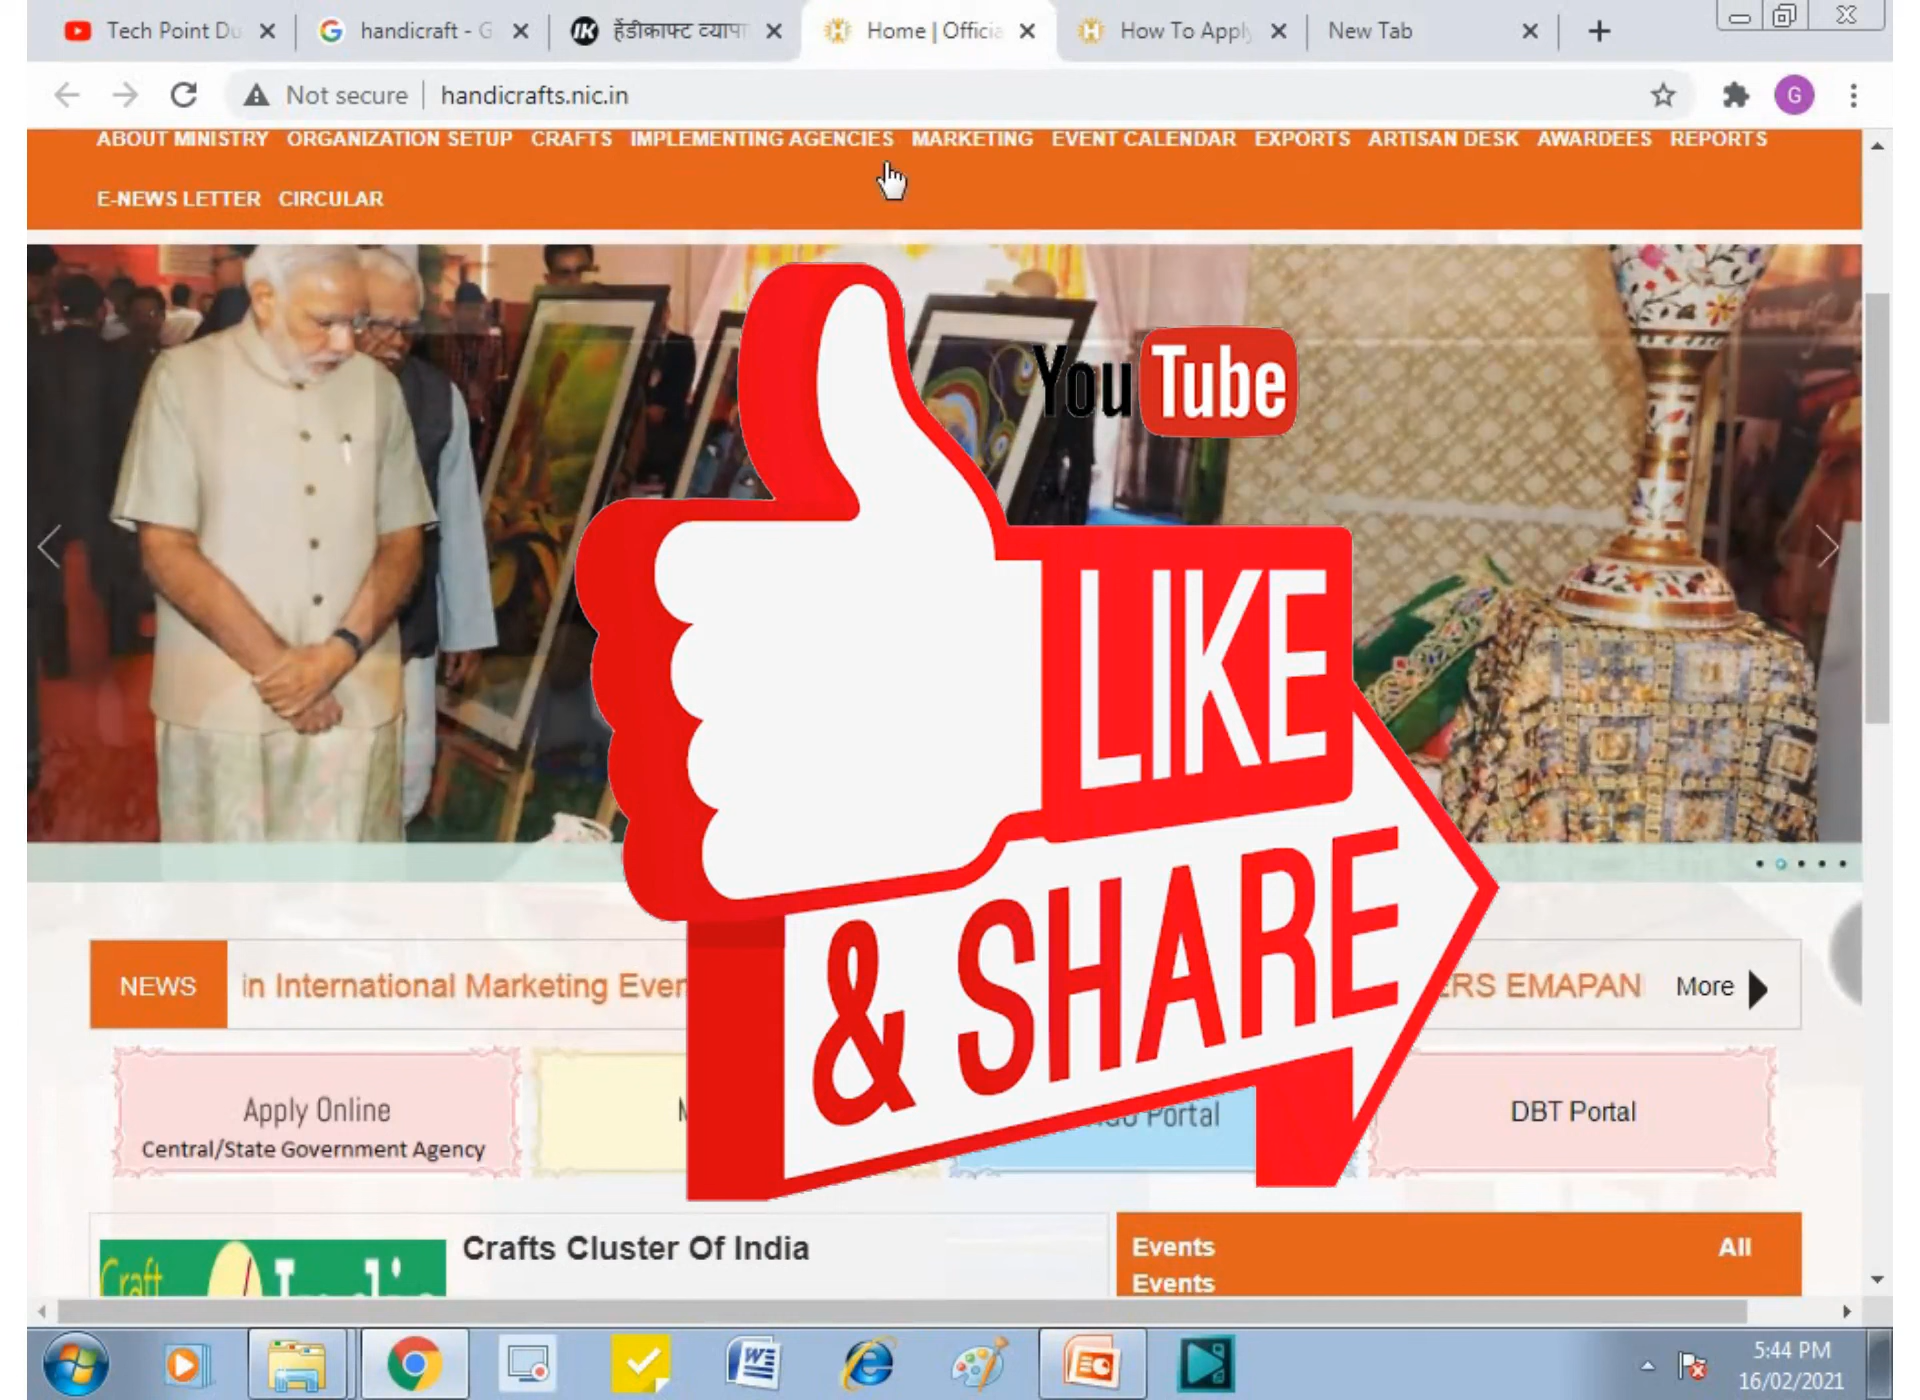 Tech Point Du
handicraft - G
हेंडीक्राफ्ट व्यापा
Home | Officia
How To Apply
New Tab
Not secure
handicrafts.nic.in
ABOUT MINISTRY ORGANIZATION SETUP CRAFTS IMPLEMENTING AGENCIES MARKETING EVENT CALENDAR EXPORTS ARTISAN DESK AWARDEES REPORTS
E-NEWS LETTER CIRCULAR
You Tube
LIKE
& SHARE
NEWS
in International Marketing Even
ERS EMAPAN
More
Apply Online
Central/State Government Agency
Portal
DBT Portal
Crafts Cluster Of India
Craft
Events
All
Events
5:44 PM
16/02/2021